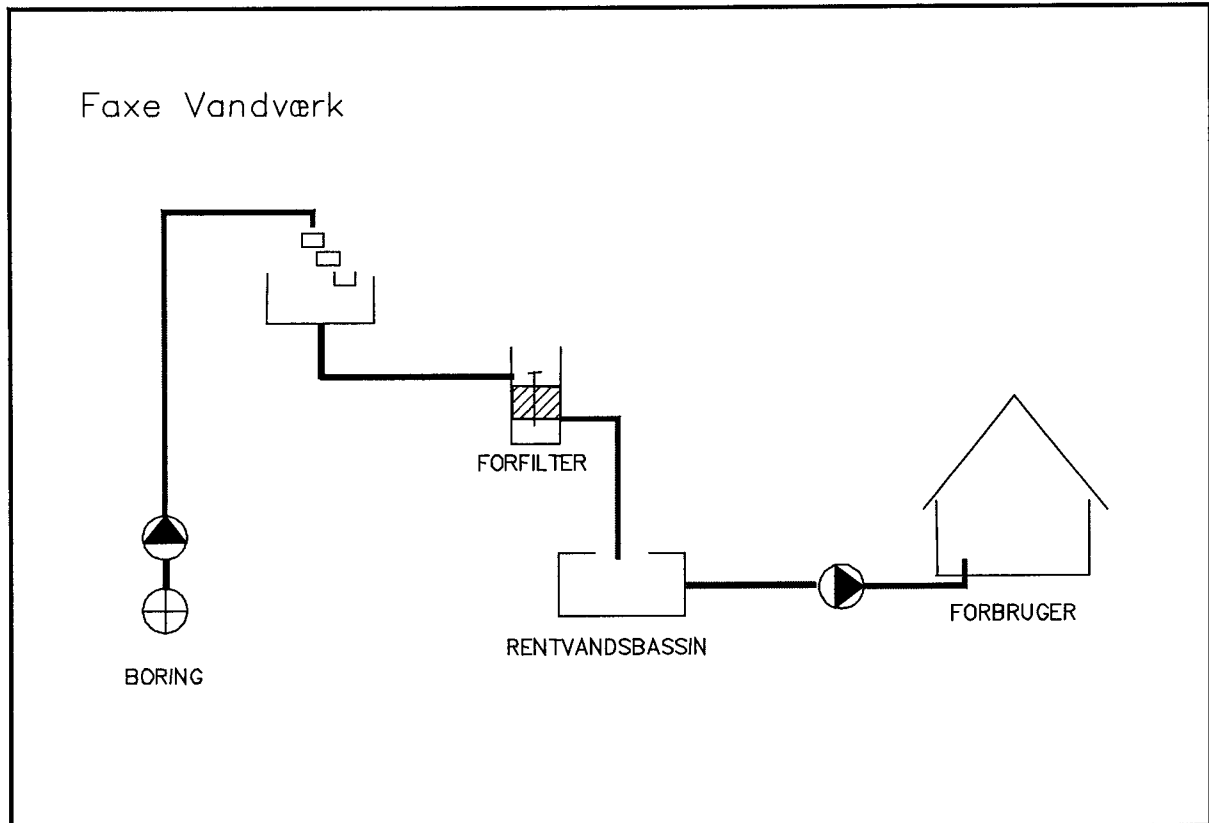 Faxe Vandværk
FORFILTER
FORBRUGER
RENTVANDSBASSIN
BORING